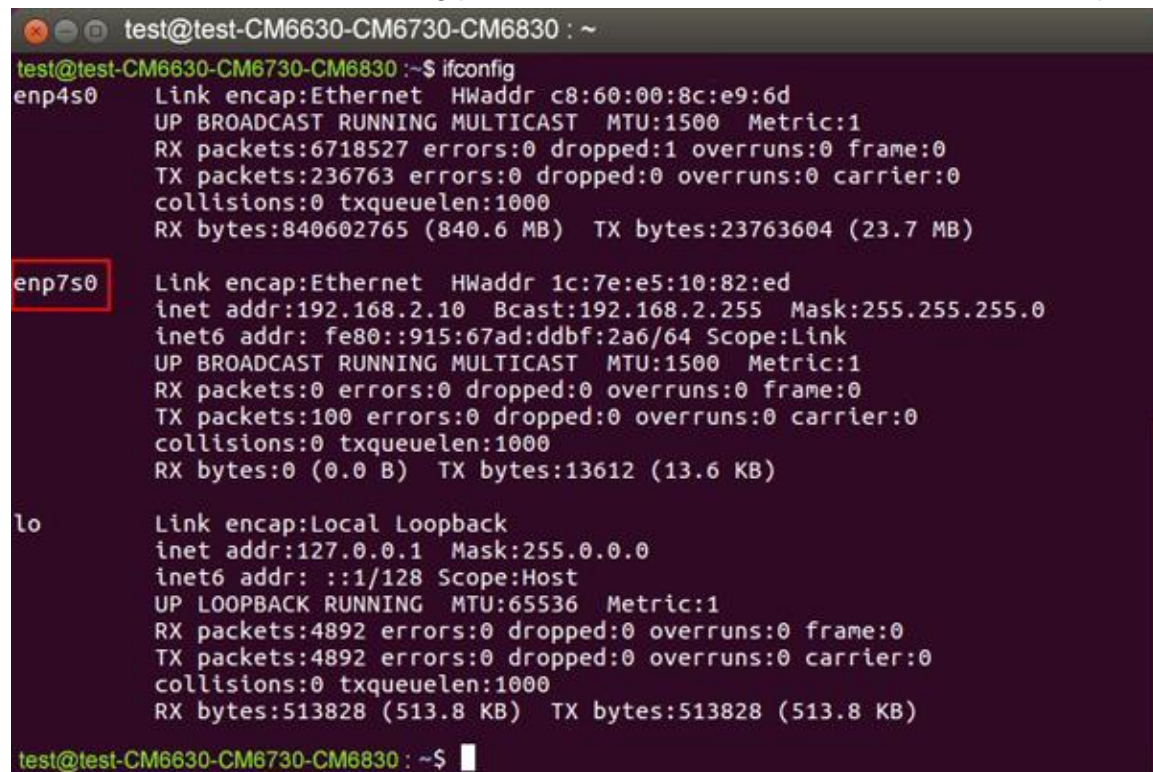 test@test-CM6630-CM6730-CM6830 : ~
test@test-CM6630-CM6730-CM6830 :~$ ifconfig
enp4s0 Link encap:Ethernet HWaddr c8:60:00:8c:e9:6d
UP BROADCAST RUNNING MULTICAST MTU:1500 Metric:1
RX packets:6718527 errors:0 dropped:1 overruns:0 frame:0
TX packets:236763 errors:0 dropped:0 overruns:0 carrier:0
collisions:0 txqueuelen:1000
RX bytes:840602765 (840.6 MB) TX bytes:23763604 (23.7 MB)
enp7s0 Link encap:Ethernet HWaddr 1c:7e:e5:10:82:ed
inet addr:192.168.2.10 Bcast:192.168.2.255 Mask:255.255.255.0
inet6 addr: fe80::915:67ad:ddbf:2a6/64 Scope:Link
UP BROADCAST RUNNING MULTICAST MTU:1500 Metric:1
RX packets:0 errors:0 dropped:0 overruns:0 frame:0
TX packets:100 errors:0 dropped:0 overruns:0 carrier:0
collisions:0 txqueuelen:1000
RX bytes:0 (0.0 B) TX bytes:13612 (13.6 KB)
lo Link encap:Local Loopback
inet addr:127.0.0.1 Mask:255.0.0.0
inet6 addr: ::1/128 Scope:Host
UP LOOPBACK RUNNING MTU:65536 Metric:1
RX packets:4892 errors:0 dropped:0 overruns:0 frame:0
TX packets:4892 errors:0 dropped:0 overruns:0 carrier:0
collisions:0 txqueuelen:1000
RX bytes:513828 (513.8 KB) TX bytes:513828 (513.8 KB)
test@test-CM6630-CM6730-CM6830 : ~$